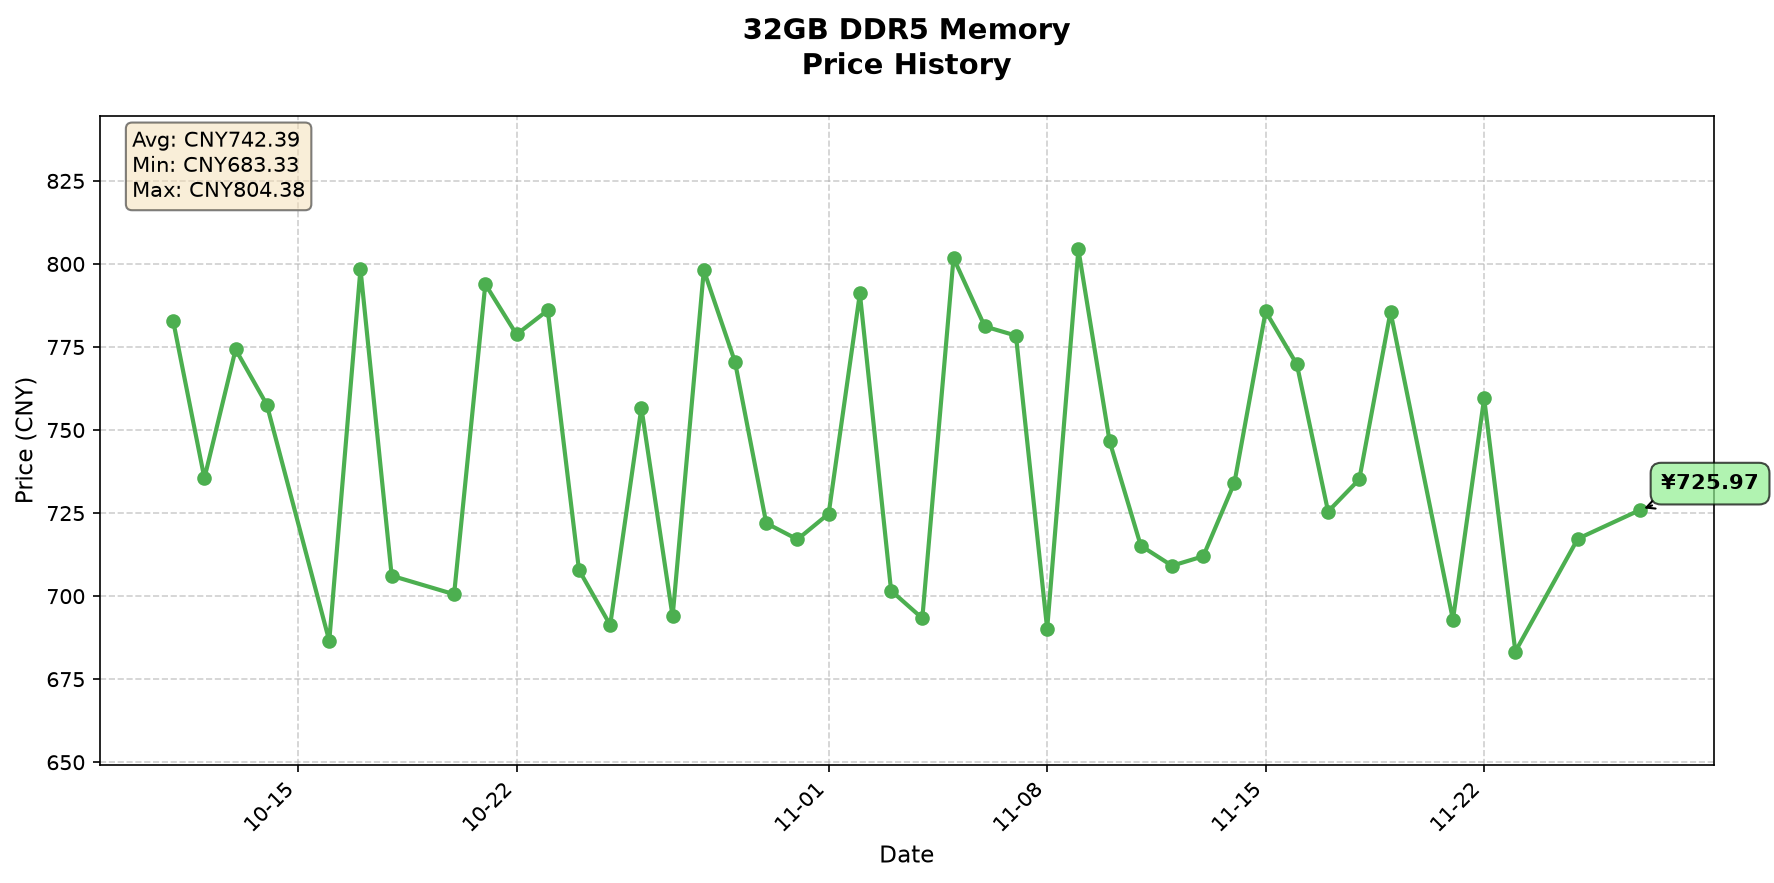 32GB DDR5 Memory
Price History
Avg: CNY742.39
Min: CNY683.33
Max: CNY804.38
825
800
775
750
725
700
675
650
Price (CNY)
¥725.97
10-15
10-22
11-01
11-08
11-15
11-22
Date